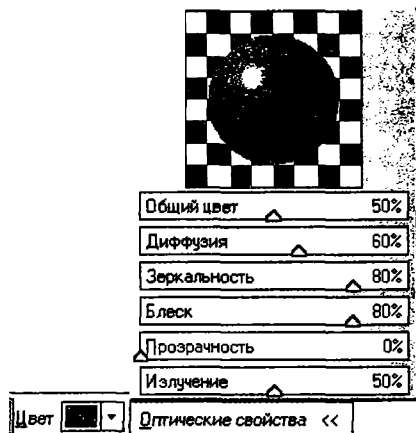 Общий цвет 50%
Диффузия 60%
Зеркальность 80%
Блеск 80%
Прозрачность 0%
Излучение 50%
Цвет Оптические свойства <<